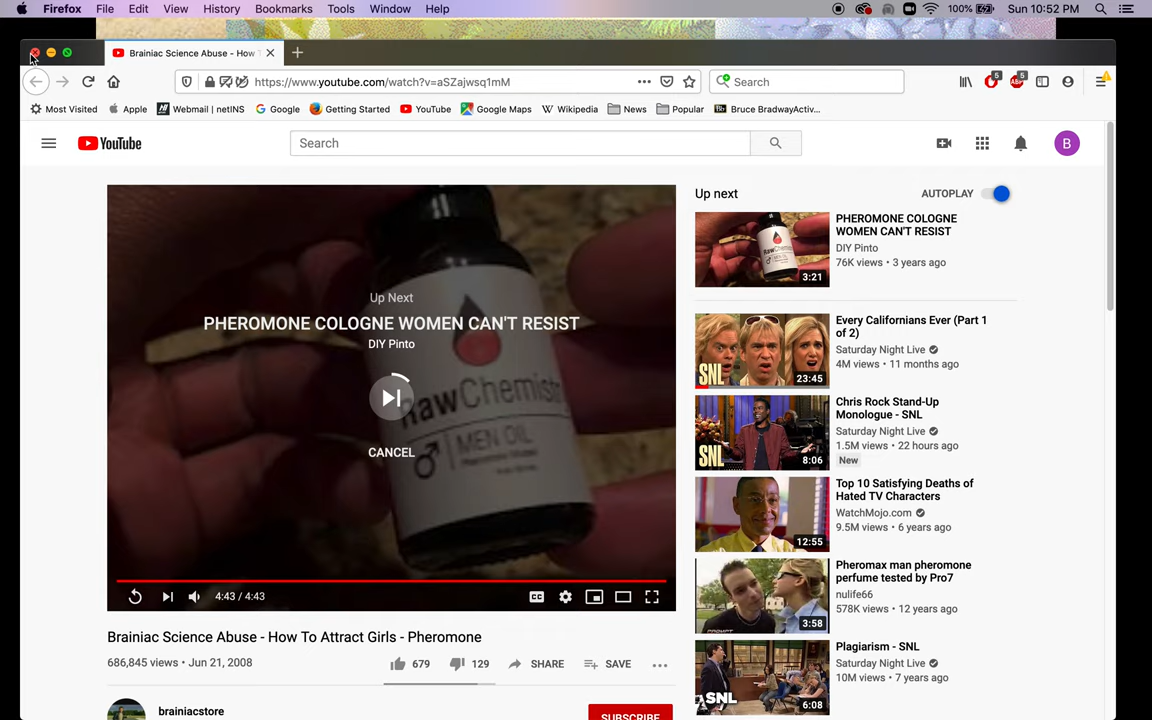 Firefox File Edit View History Bookmarks Tools Window Help 100% Sun 10:52 PM
Brainiac Science Abuse - How T
https://www.youtube.com/watch?v=aSZajwsq1mM Search 5 5
Most Visited Apple Webmail | netINS Google Getting Started YouTube Google Maps Wikipedia News Popular Bruce BradwayActiv...
YouTube Search B
Up next AUTOPLAY
Up Next
PHEROMONE COLOGNE WOMEN CAN'T RESIST
DIY Pinto
RawChemistry
MEN OIL
CANCEL
4:43 / 4:43 CC
Brainiac Science Abuse - How To Attract Girls - Pheromone
686,845 views • Jun 21, 2008
679 129 SHARE SAVE
brainiacstore
SUBSCRIBE
3:21
PHEROMONE COLOGNE
WOMEN CAN'T RESIST
DIY Pinto
76K views • 3 years ago
SNL
23:45
Every Californians Ever (Part 1
of 2)
Saturday Night Live
4M views • 11 months ago
SNL
8:06
Chris Rock Stand-Up
Monologue - SNL
Saturday Night Live
1.5M views • 22 hours ago
New
12:55
Top 10 Satisfying Deaths of
Hated TV Characters
WatchMojo.com
9.5M views • 6 years ago
3:58
Pheromax man pheromone
perfume tested by Pro7
nulife66
578K views • 12 years ago
SNL
6:08
Plagiarism - SNL
Saturday Night Live
10M views • 7 years ago